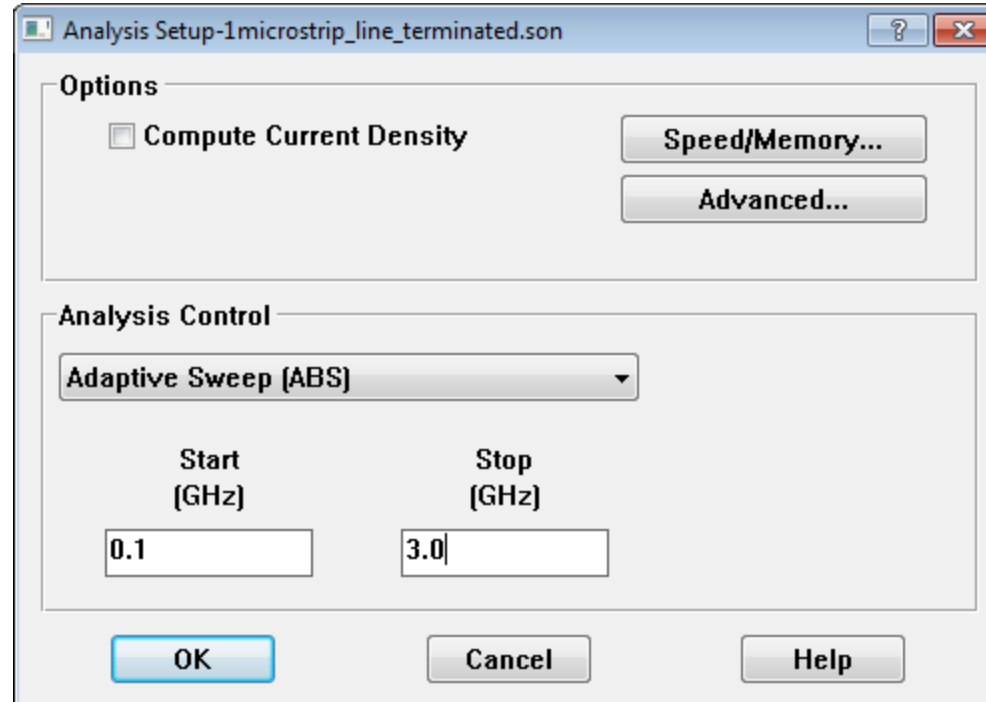 Analysis Setup-1microstrip_line_terminated.son
Options
Compute Current Density
Speed/Memory...
Advanced...
Analysis Control
Adaptive Sweep (ABS)
Start Stop
(GHz) (GHz)
0.1 3.0
OK Cancel Help